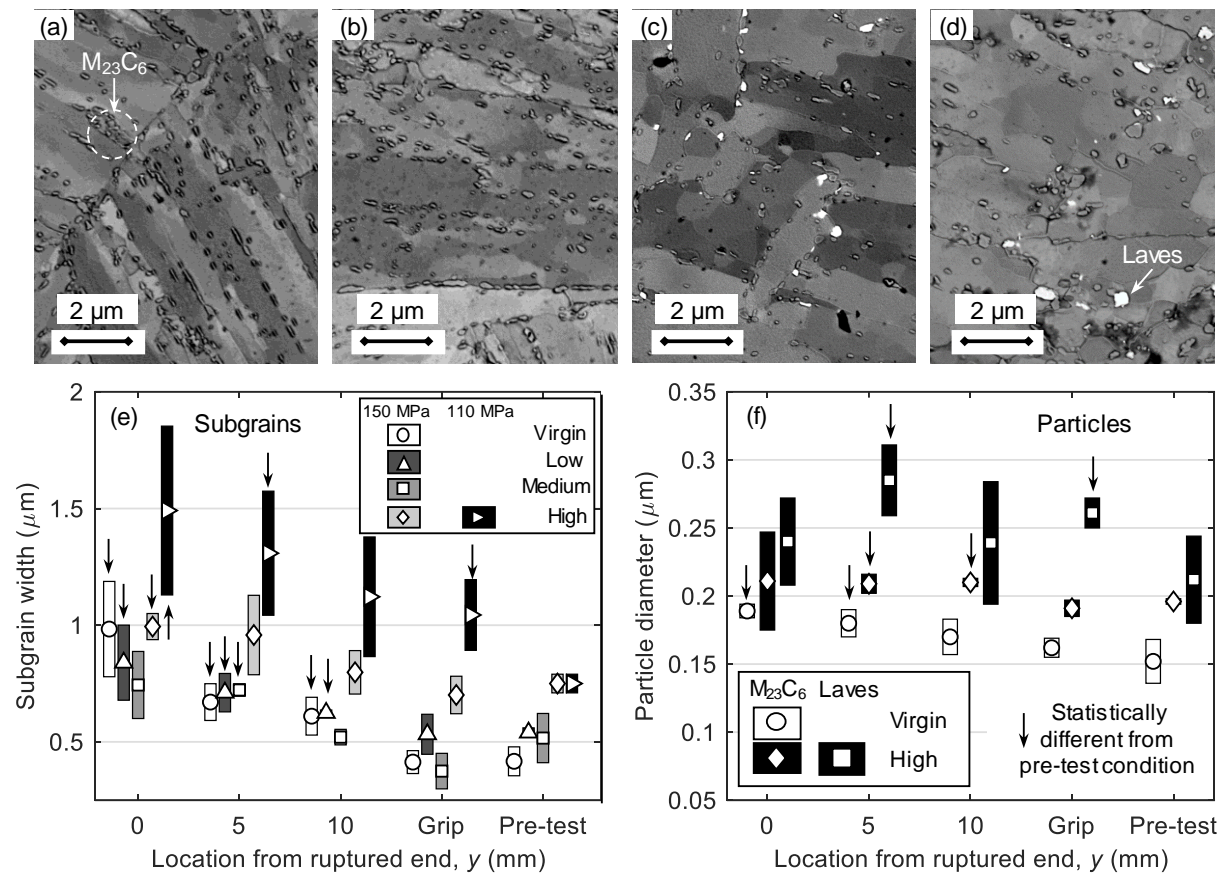 (a)
M23C6
2 μm
(b)
2 μm
(c)
2 μm
(d)
Laves
2 μm
(e)
Subgrains
150 MPa 110 MPa
Virgin
Low
Medium
High
2
1.5
1
0.5
Subgrain width (μm)
0 5 10 Grip Pre-test
Location from ruptured end, y (mm)
(f)
Particles
0.35
0.3
0.25
0.2
0.15
0.1
0.05
Particle diameter (μm)
M23C6 Laves
Virgin
High
Statistically
different from
pre-test condition
0 5 10 Grip Pre-test
Location from ruptured end, y (mm)